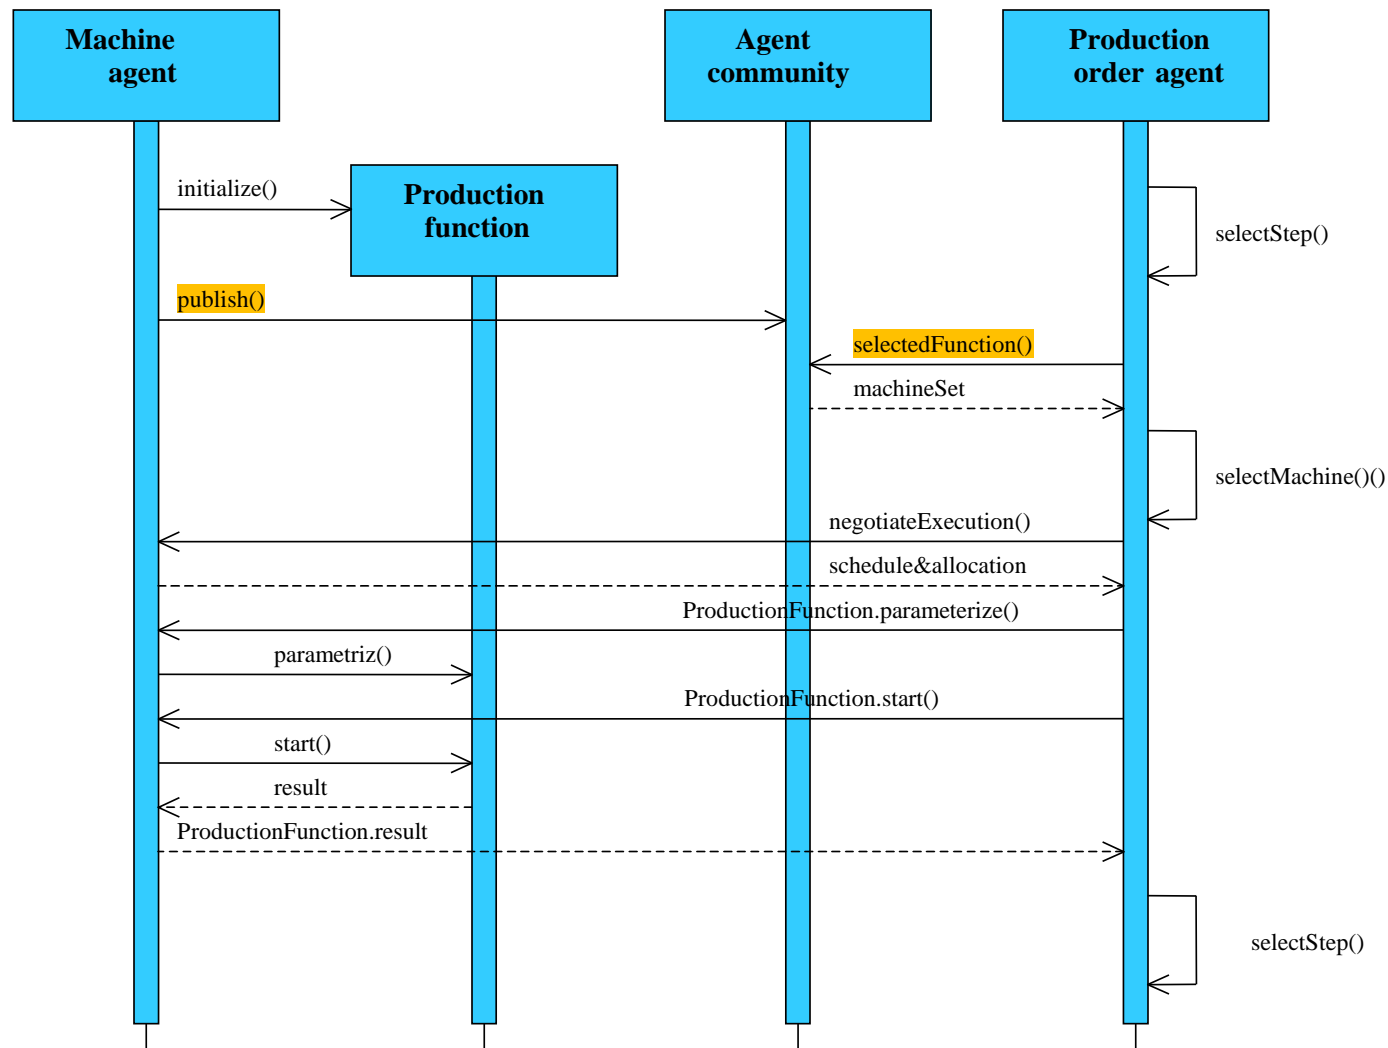 Machine
agent
Agent
community
Production
order agent
initialize()
Production
function
selectStep()
publish()
selectedFunction()
machineSet
selectMachine()()
negotiateExecution()
schedule&allocation
ProductionFunction.parameterize()
parametriz()
ProductionFunction.start()
start()
result
ProductionFunction.result
selectStep()